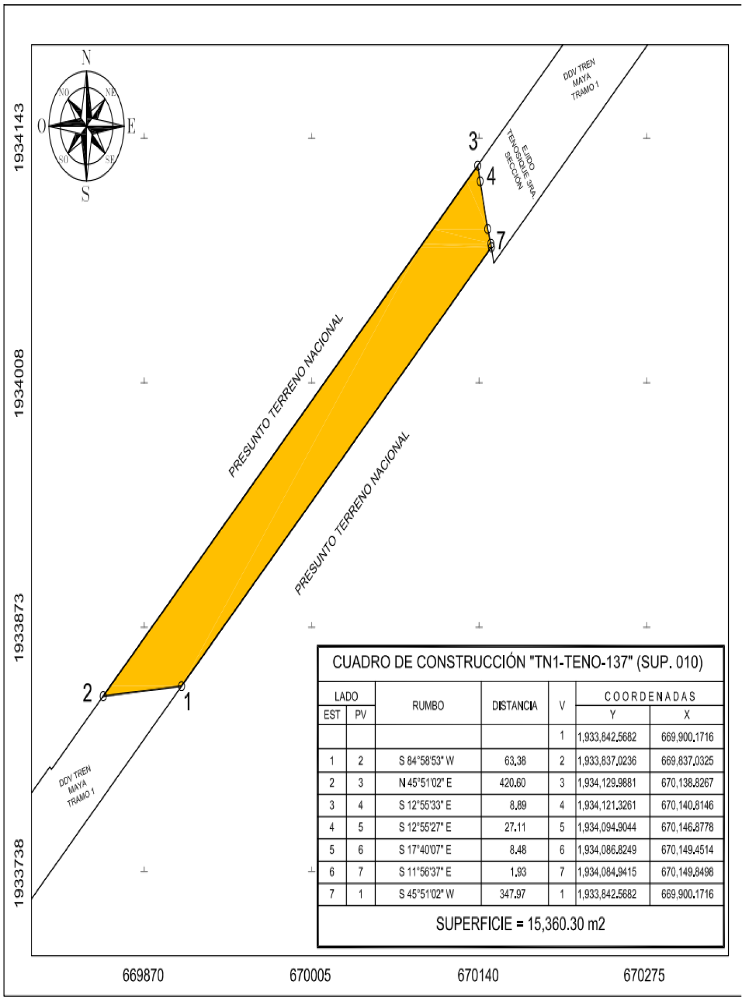 N
NO
NE
O
E
SO
SE
S
DDV TREN
MAYA
TRAMO 1
EJIDO
TENOSIQUE 3RA.
SECCIÓN
3
4
7
PRESUNTO TERRENO NACIONAL
PRESUNTO TERRENO NACIONAL
2
1
DDV TREN
MAYA
TRAMO 1
1934143
1934008
1933873
1933738
669870
670005
670140
670275
CUADRO DE CONSTRUCCIÓN "TN1-TENO-137" (SUP. 010)
LADO RUMBO DISTANCIA V COORDENADAS
EST PV Y X
1 1,933,842.5682 669,900.1716
1 2 S 84°58'53" W 63.38 2 1,933,837.0236 669,837.0325
2 3 N 45°51'02" E 420.60 3 1,934,129.9881 670,138.8267
3 4 S 12°55'33" E 8.89 4 1,934,121.3261 670,140.8146
4 5 S 12°55'27" E 27.11 5 1,934,094.9044 670,146.8778
5 6 S 17°40'07" E 8.48 6 1,934,086.8249 670,149.4514
6 7 S 11°56'37" E 1.93 7 1,934,084.9415 670,149.8498
7 1 S 45°51'02" W 347.97 1 1,933,842.5682 669,900.1716
SUPERFICIE = 15,360.30 m2